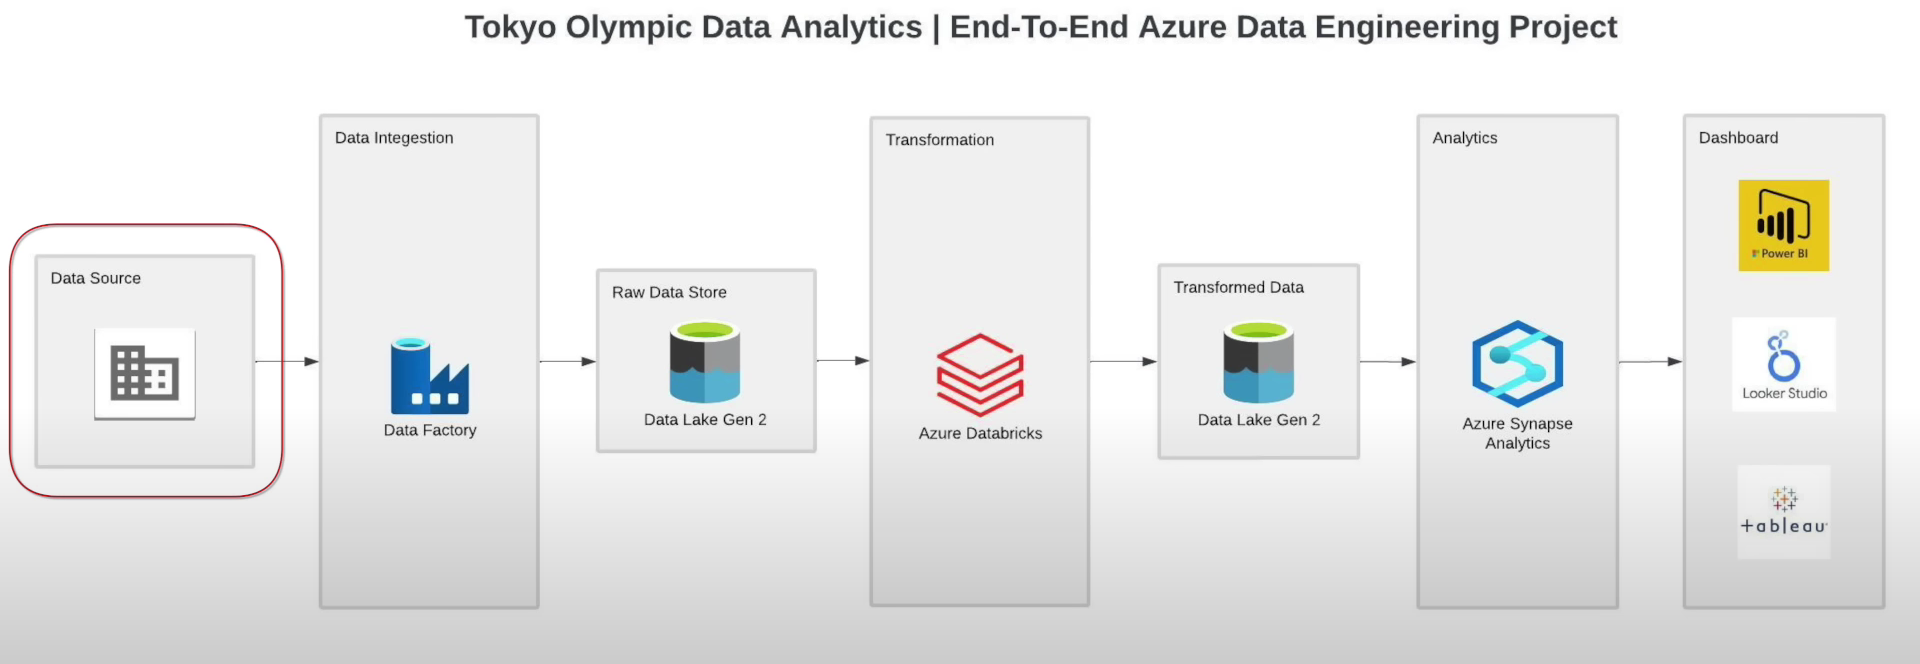 Tokyo Olympic Data Analytics | End-To-End Azure Data Engineering Project
Data Source
Data Integestion
Data Factory
Raw Data Store
Data Lake Gen 2
Transformation
Azure Databricks
Transformed Data
Data Lake Gen 2
Analytics
Azure Synapse
Analytics
Dashboard
Power BI
Looker Studio
+ableau